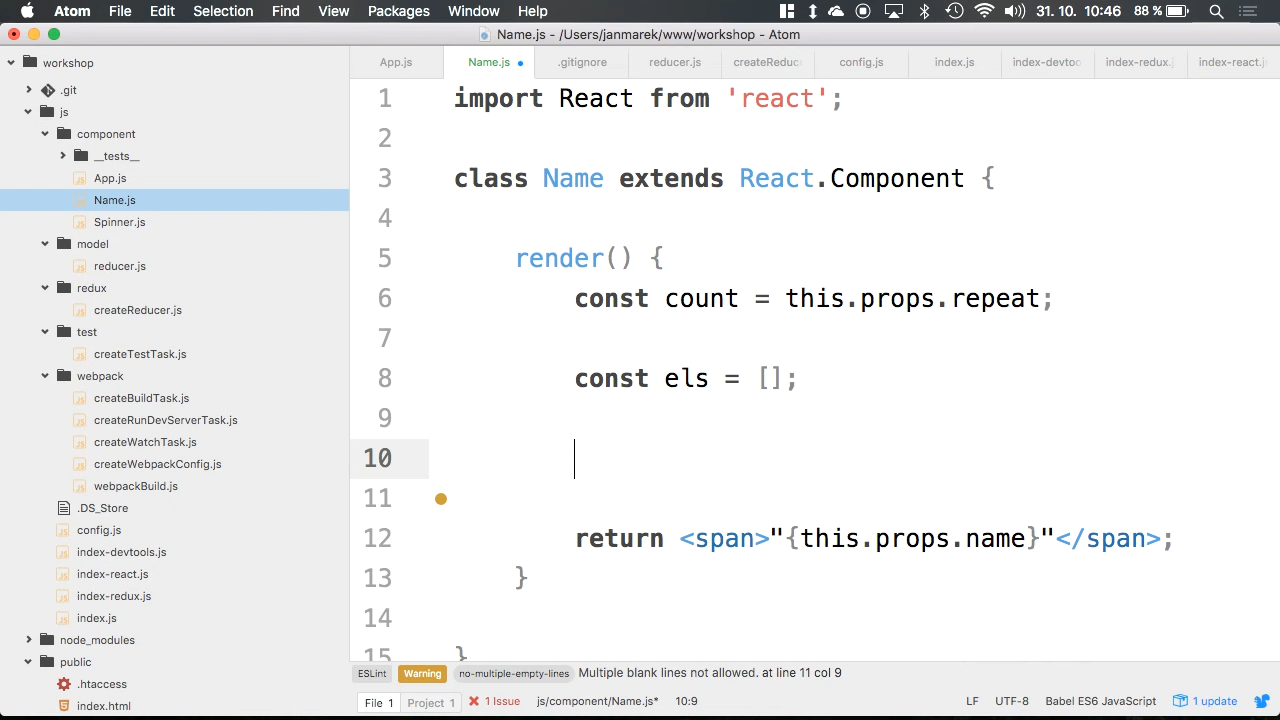 Atom File Edit Selection Find View Packages Window Help 31. 10. 10:46 88 %
Name.js - /Users/janmarek/www/workshop - Atom
workshop
.git
js
component
__tests__
App.js
Name.js
Spinner.js
model
reducer.js
redux
createReducer.js
test
createTestTask.js
webpack
createBuildTask.js
createRunDevServerTask.js
createWatchTask.js
createWebpackConfig.js
webpackBuild.js
.DS_Store
config.js
index-devtools.js
index-react.js
index-redux.js
index.js
node_modules
public
.htaccess
index.html
App.js Name.js .gitignore reducer.js createReduc config.js index.js index-devtoo index-redux.j index-react.j
1 import React from 'react';
2
3 class Name extends React.Component {
4
5 render() {
6 const count = this.props.repeat;
7
8 const els = [];
9
10
11
12 return <span>"{this.props.name}"</span>;
13 }
14
15 }
ESLint Warning no-multiple-empty-lines Multiple blank lines not allowed. at line 11 col 9
File 1 Project 1 1 Issue js/component/Name.js* 10:9 LF UTF-8 Babel ES6 JavaScript 1 update